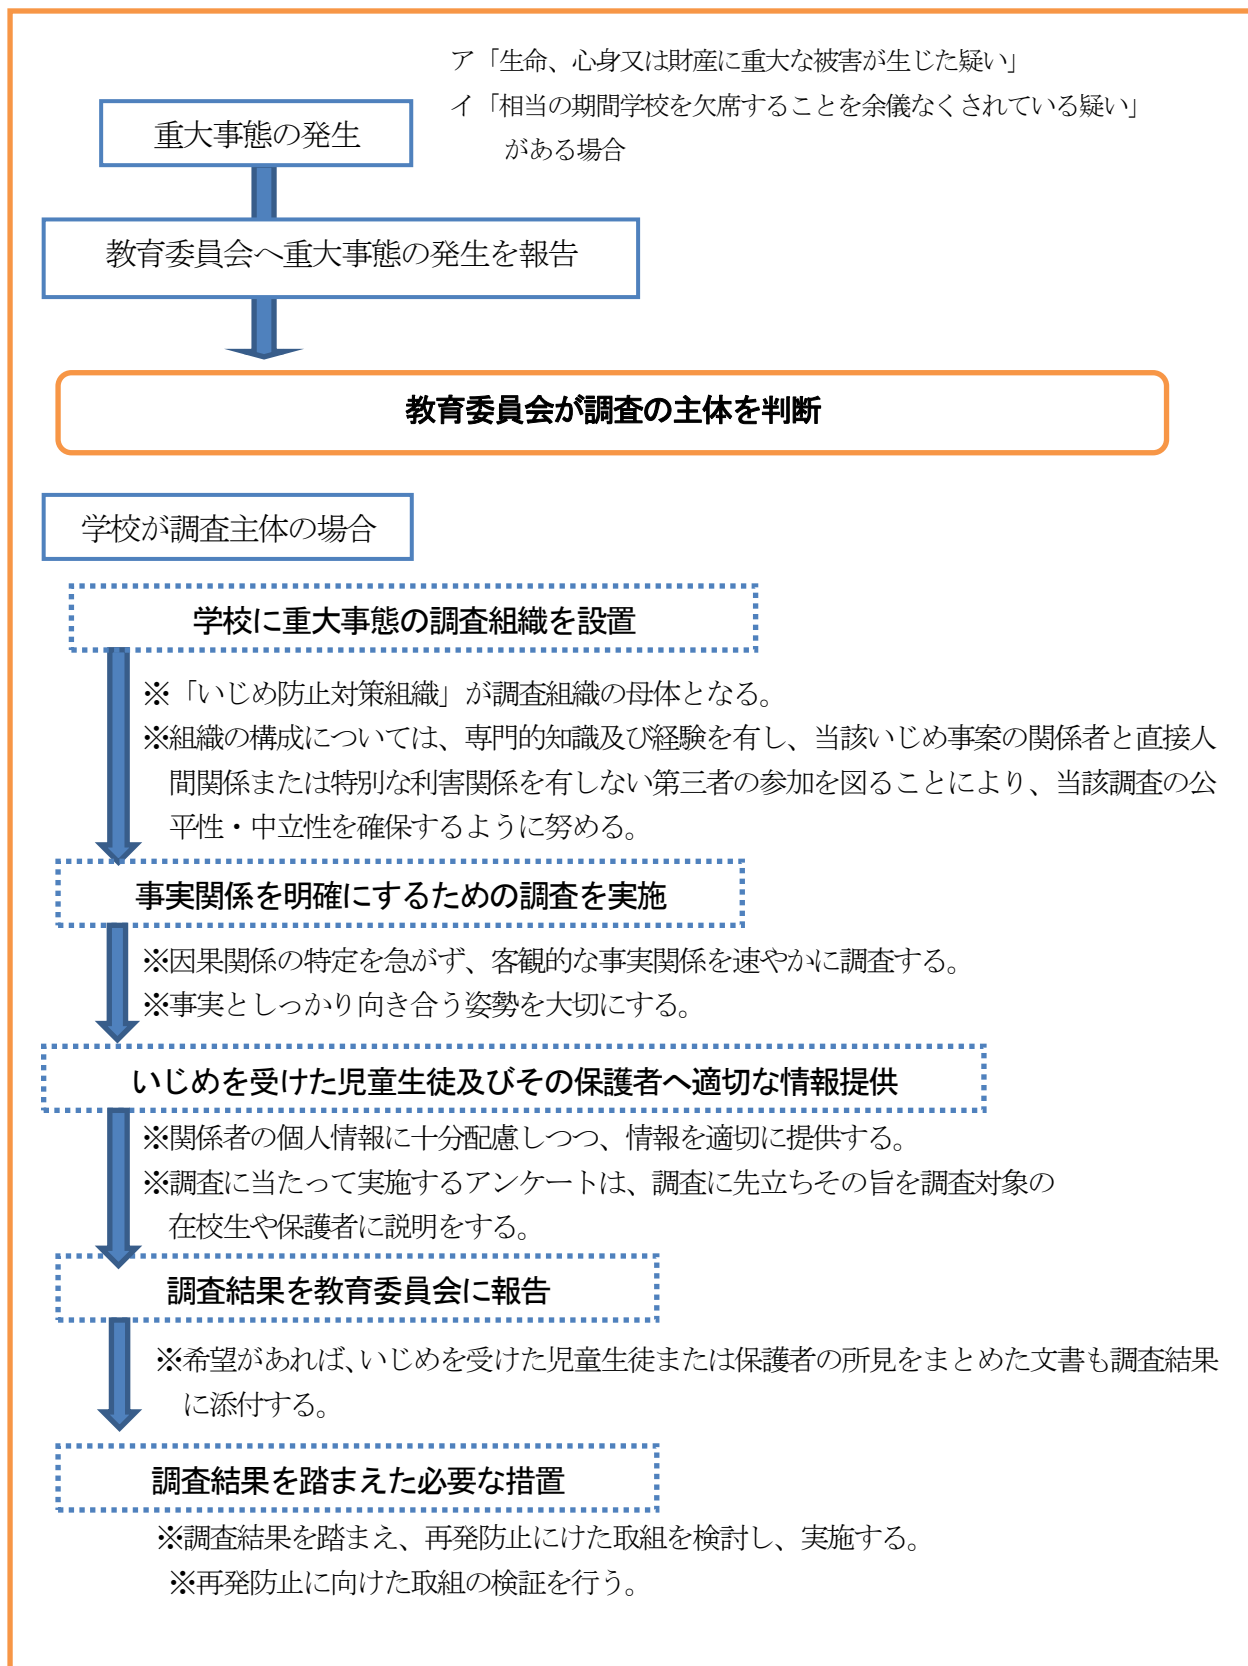 ア「生命、心身又は財産に重大な被害が生じた疑い」
イ「相当の期間学校を欠席することを余儀なくされている疑い」
がある場合
重大事態の発生
教育委員会へ重大事態の発生を報告
教育委員会が調査の主体を判断
学校が調査主体の場合
学校に重大事態の調査組織を設置
※「いじめ防止対策組織」が調査組織の母体となる。
※組織の構成については、専門的知識及び経験を有し、当該いじめ事案の関係者と直接人
間関係または特別な利害関係を有しない第三者の参加を図ることにより、当該調査の公
平性・中立性を確保するように努める。
事実関係を明確にするための調査を実施
※因果関係の特定を急がず、客観的な事実関係を速やかに調査する。
※事実としっかり向き合う姿勢を大切にする。
いじめを受けた児童生徒及びその保護者へ適切な情報提供
※関係者の個人情報に十分配慮しつつ、情報を適切に提供する。
※調査に当たって実施するアンケートは、調査に先立ちその旨を調査対象の
在校生や保護者に説明をする。
調査結果を教育委員会に報告
※希望があれば、いじめを受けた児童生徒または保護者の所見をまとめた文書も調査結果
に添付する。
調査結果を踏まえた必要な措置
※調査結果を踏まえ、再発防止にけた取組を検討し、実施する。
※再発防止に向けた取組の検証を行う。